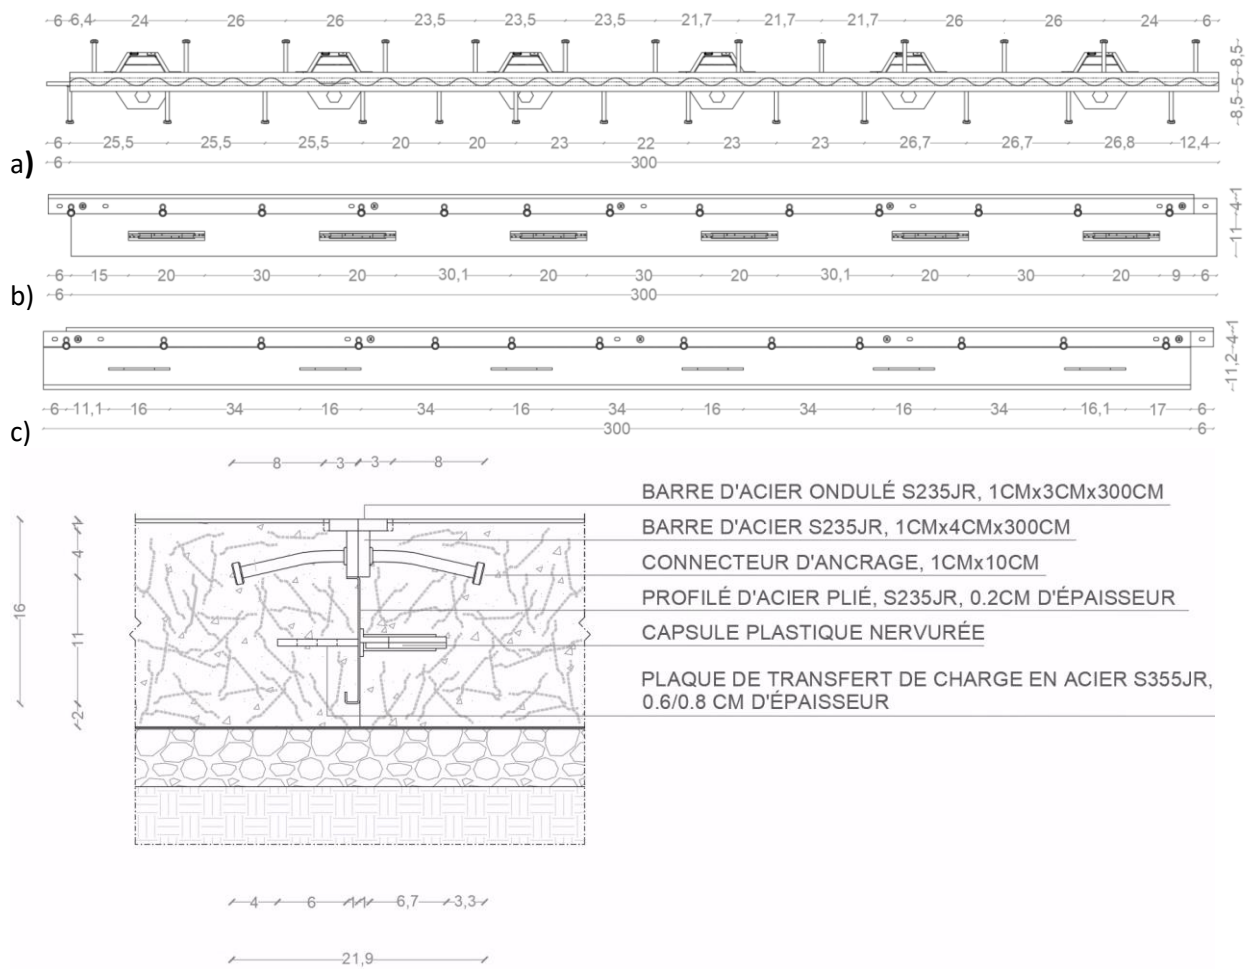 6 6,4 24 26 26 23,5 23,5 23,5 21,7 21,7 21,7 26 26 24 6
8,5 5 8,5
6 25,5 25,5 25,5 20 20 23 22 23 23 26,7 26,7 26,8 12,4
a) 6 300
11 4 1
6 15 20 30 20 30,1 20 30 20 30,1 20 30 20 9 6
b) 6 300
11,2 4 1
6 11,1 16 34 16 34 16 34 16 34 16 34 16,1 17 6
c) 300 6
8 3 3 8
BARRE D'ACIER ONDULÉ S235JR, 1CMx3CMx300CM
1
BARRE D'ACIER S235JR, 1CMx4CMx300CM
4
CONNECTEUR D'ANCRAGE, 1CMx10CM
PROFILÉ D'ACIER PLIÉ, S235JR, 0.2CM D'ÉPAISSEUR
16
CAPSULE PLASTIQUE NERVURÉE
11
PLAQUE DE TRANSFERT DE CHARGE EN ACIER S355JR,
0.6/0.8 CM D'ÉPAISSEUR
2
4 6 1 1 6,7 3,3
21,9